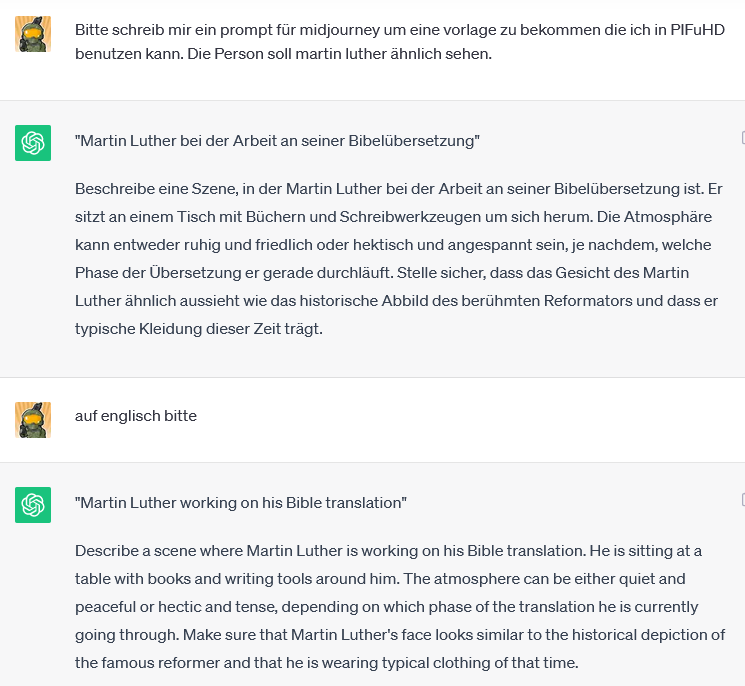 Bitte schreib mir ein prompt für midjourney um eine vorlage zu bekommen die ich in PIFuHD
benutzen kann. Die Person soll martin luther ähnlich sehen.
"Martin Luther bei der Arbeit an seiner Bibelübersetzung"
Beschreibe eine Szene, in der Martin Luther bei der Arbeit an seiner Bibelübersetzung ist. Er
sitzt an einem Tisch mit Büchern und Schreibwerkzeugen um sich herum. Die Atmosphäre
kann entweder ruhig und friedlich oder hektisch und angespannt sein, je nachdem, welche
Phase der Übersetzung er gerade durchläuft. Stelle sicher, dass das Gesicht des Martin
Luther ähnlich aussieht wie das historische Abbild des berühmten Reformators und dass er
typische Kleidung dieser Zeit trägt.
auf englisch bitte
"Martin Luther working on his Bible translation"
Describe a scene where Martin Luther is working on his Bible translation. He is sitting at a
table with books and writing tools around him. The atmosphere can be either quiet and
peaceful or hectic and tense, depending on which phase of the translation he is currently
going through. Make sure that Martin Luther's face looks similar to the historical depiction of
the famous reformer and that he is wearing typical clothing of that time.